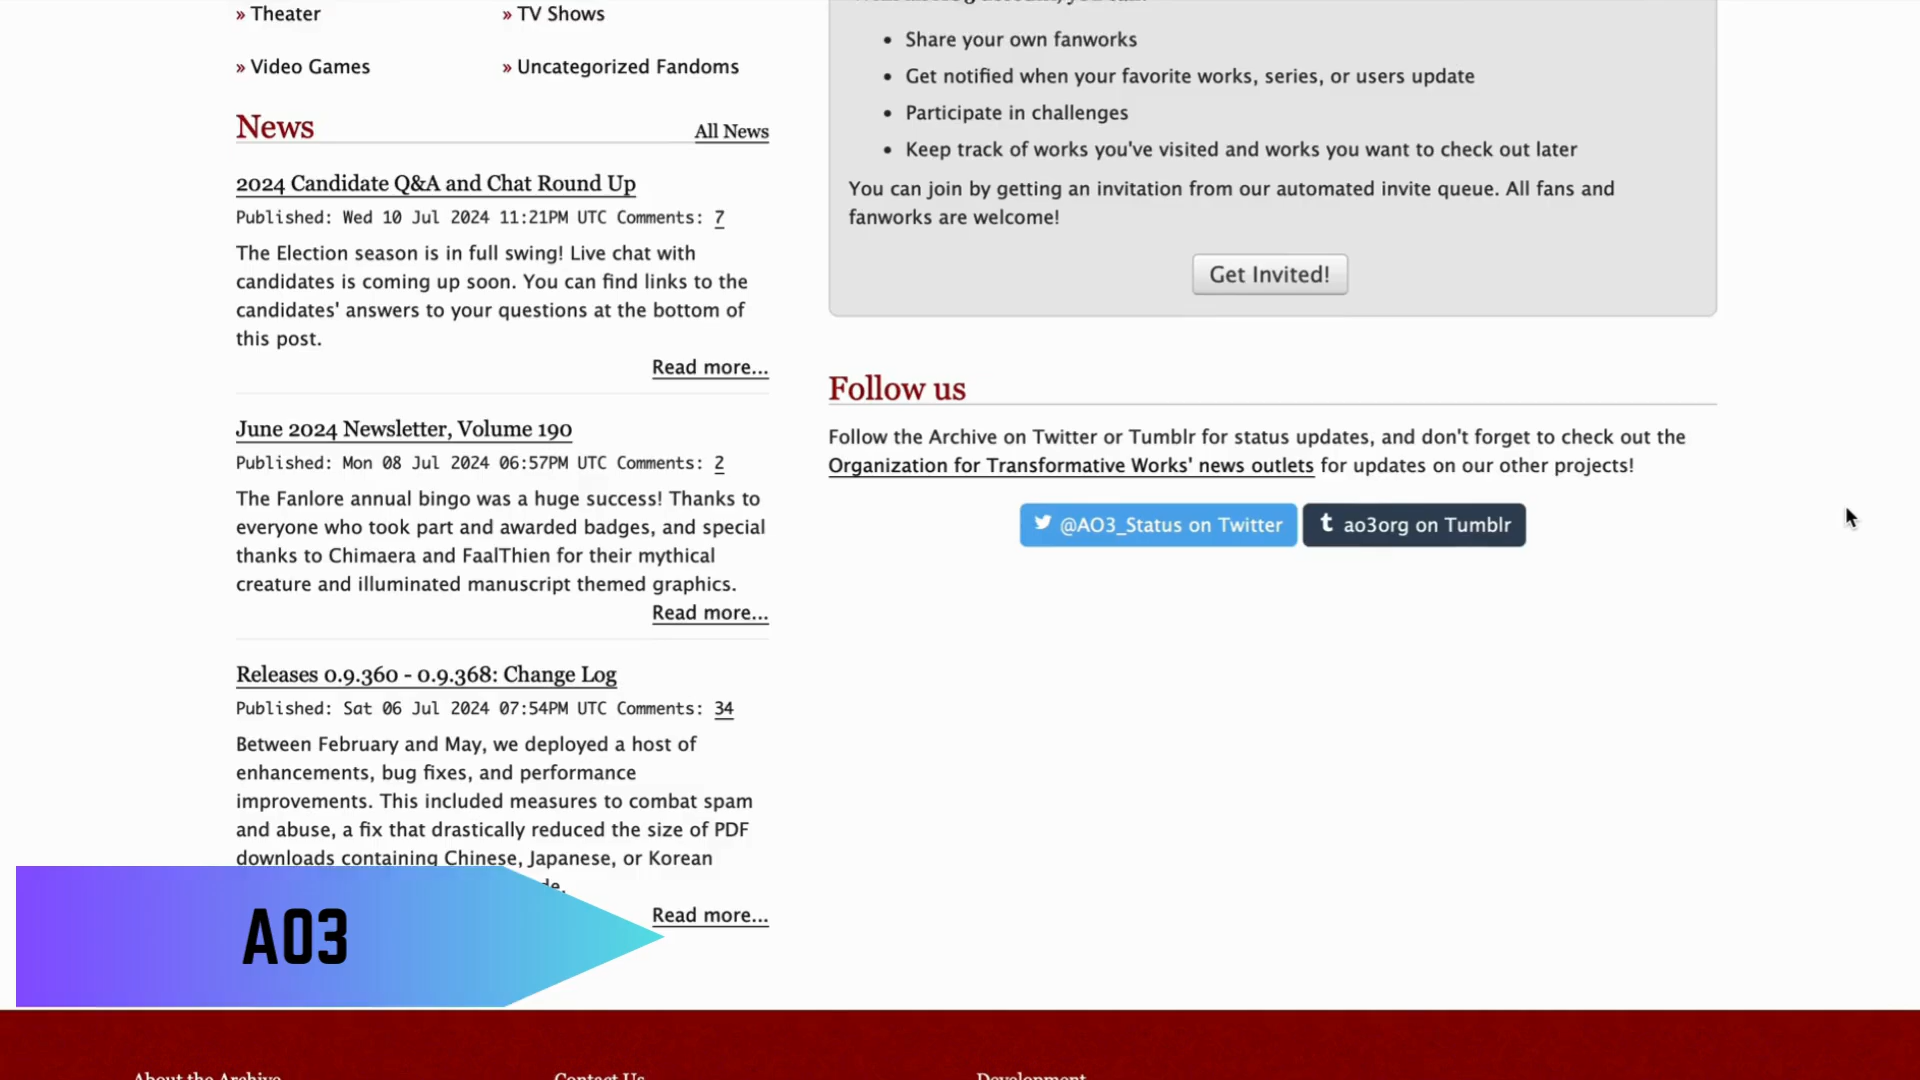 » Theater
» TV Shows
» Video Games
» Uncategorized Fandoms
News
All News
2024 Candidate Q&A and Chat Round Up
Published: Wed 10 Jul 2024 11:21PM UTC Comments: 7
The Election season is in full swing! Live chat with
candidates is coming up soon. You can find links to the
candidates' answers to your questions at the bottom of
this post.
Read more...
June 2024 Newsletter, Volume 190
Published: Mon 08 Jul 2024 06:57PM UTC Comments: 2
The Fanlore annual bingo was a huge success! Thanks to
everyone who took part and awarded badges, and special
thanks to Chimaera and FaalThien for their mythical
creature and illuminated manuscript themed graphics.
Read more...
Releases 0.9.360 - 0.9.368: Change Log
Published: Sat 06 Jul 2024 07:54PM UTC Comments: 34
Between February and May, we deployed a host of
enhancements, bug fixes, and performance
improvements. This included measures to combat spam
and abuse, a fix that drastically reduced the size of PDF
downloads containing Chinese, Japanese, or Korean
Read more...
• Share your own fanworks
• Get notified when your favorite works, series, or users update
• Participate in challenges
• Keep track of works you've visited and works you want to check out later
You can join by getting an invitation from our automated invite queue. All fans and
fanworks are welcome!
Get Invited!
Follow us
Follow the Archive on Twitter or Tumblr for status updates, and don't forget to check out the
Organization for Transformative Works' news outlets for updates on our other projects!
@AO3_Status on Twitter
ao3org on Tumblr
AO3
About the Archive
Contact Us
Development